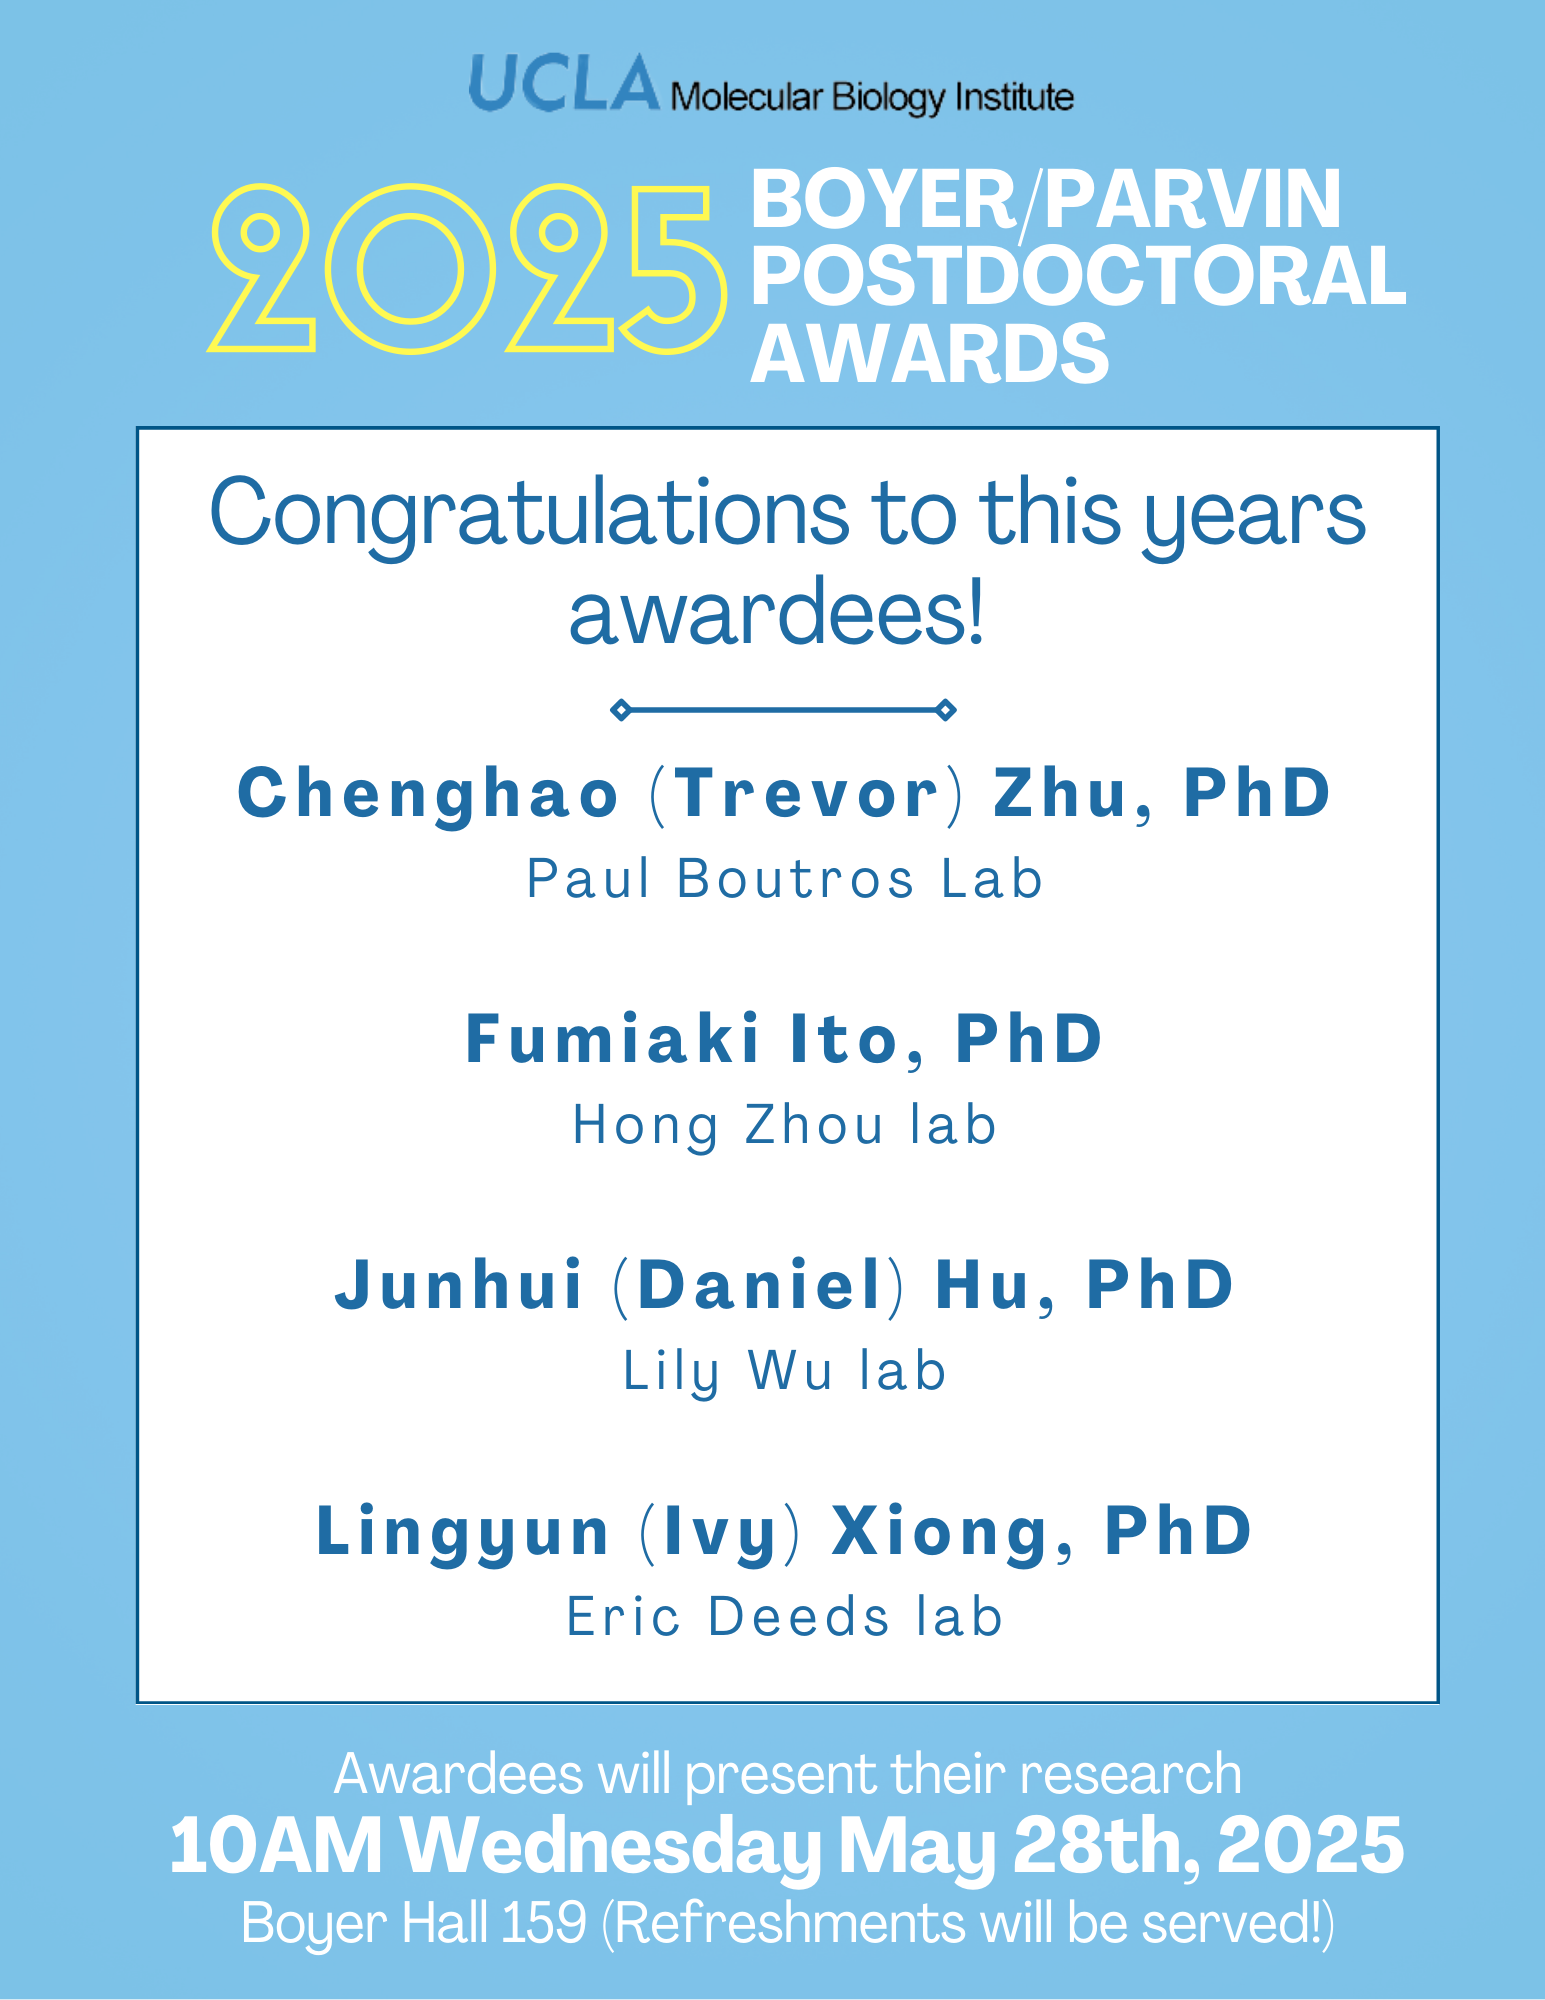 UCLA Molecular Biology Institute
2025
BOYER/PARVIN
POSTDOCTORAL
AWARDS
Congratulations to this years
awardees!
Chenghao (Trevor) Zhu, PhD
Paul Boutros Lab
Fumiaki Ito, PhD
Hong Zhou lab
Junhui (Daniel) Hu, PhD
Lily Wu lab
Lingyun (Ivy) Xiong, PhD
Eric Deeds lab
Awardees will present their research
10AM Wednesday May 28th, 2025
Boyer Hall 159 (Refreshments will be served!)